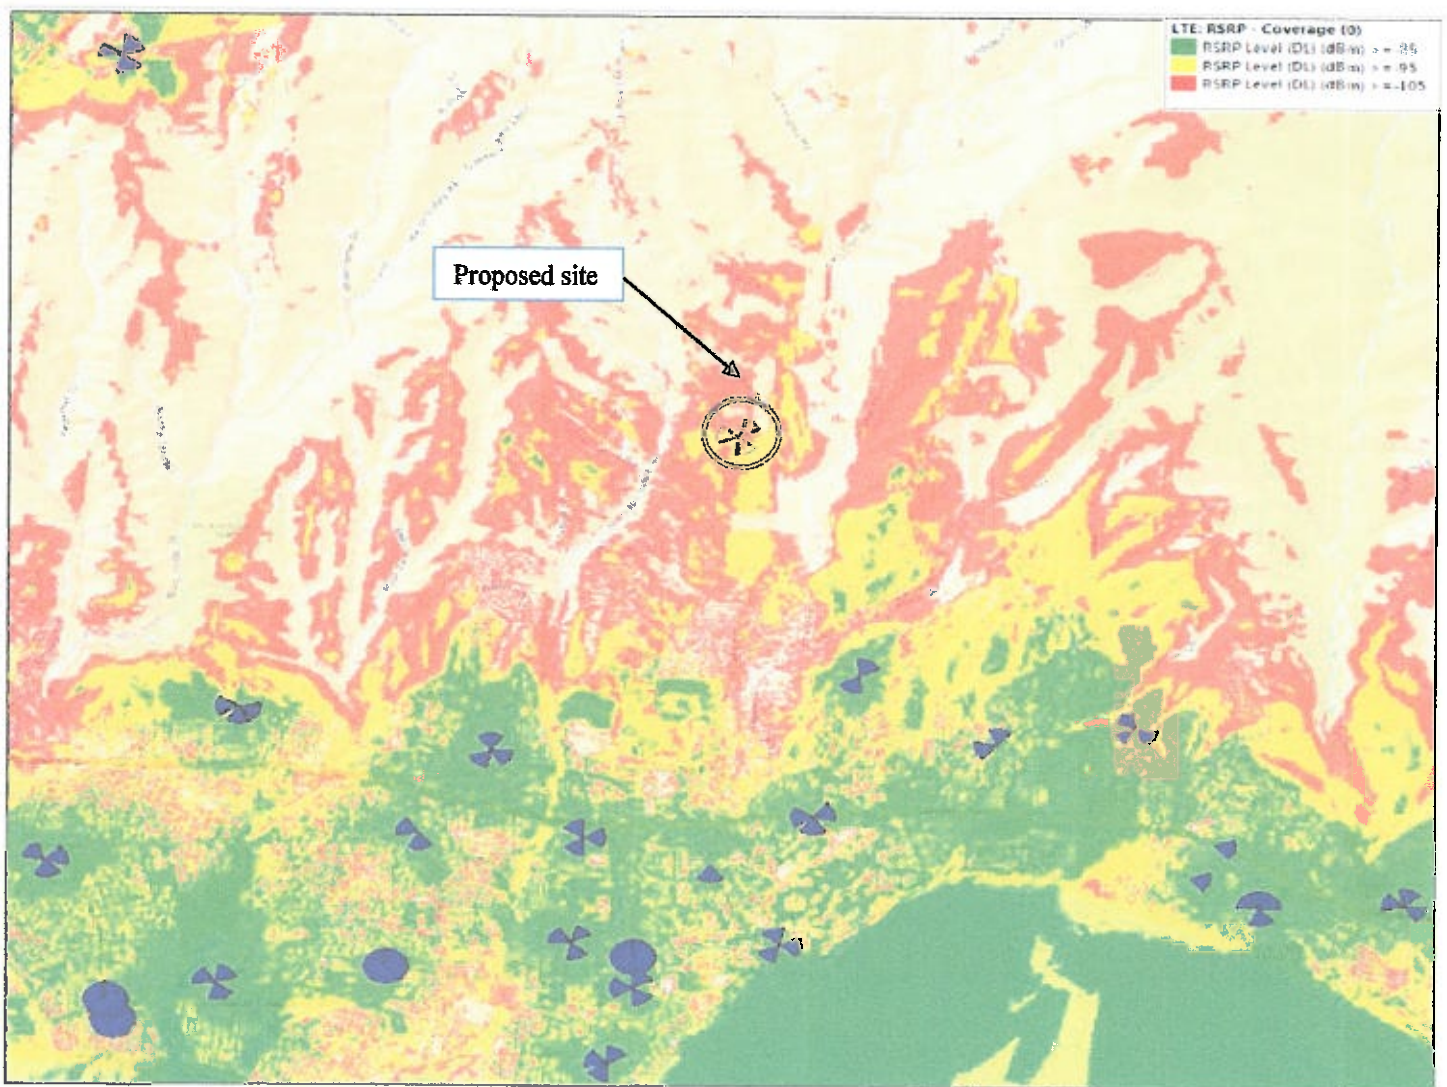 LTE: RSRP - Coverage (0)
RSRP Level (DL) (dBm) >=-85
RSRP Level (DL) (dBm) >=-95
RSRP Level (DL) (dBm) >=-105
Proposed site